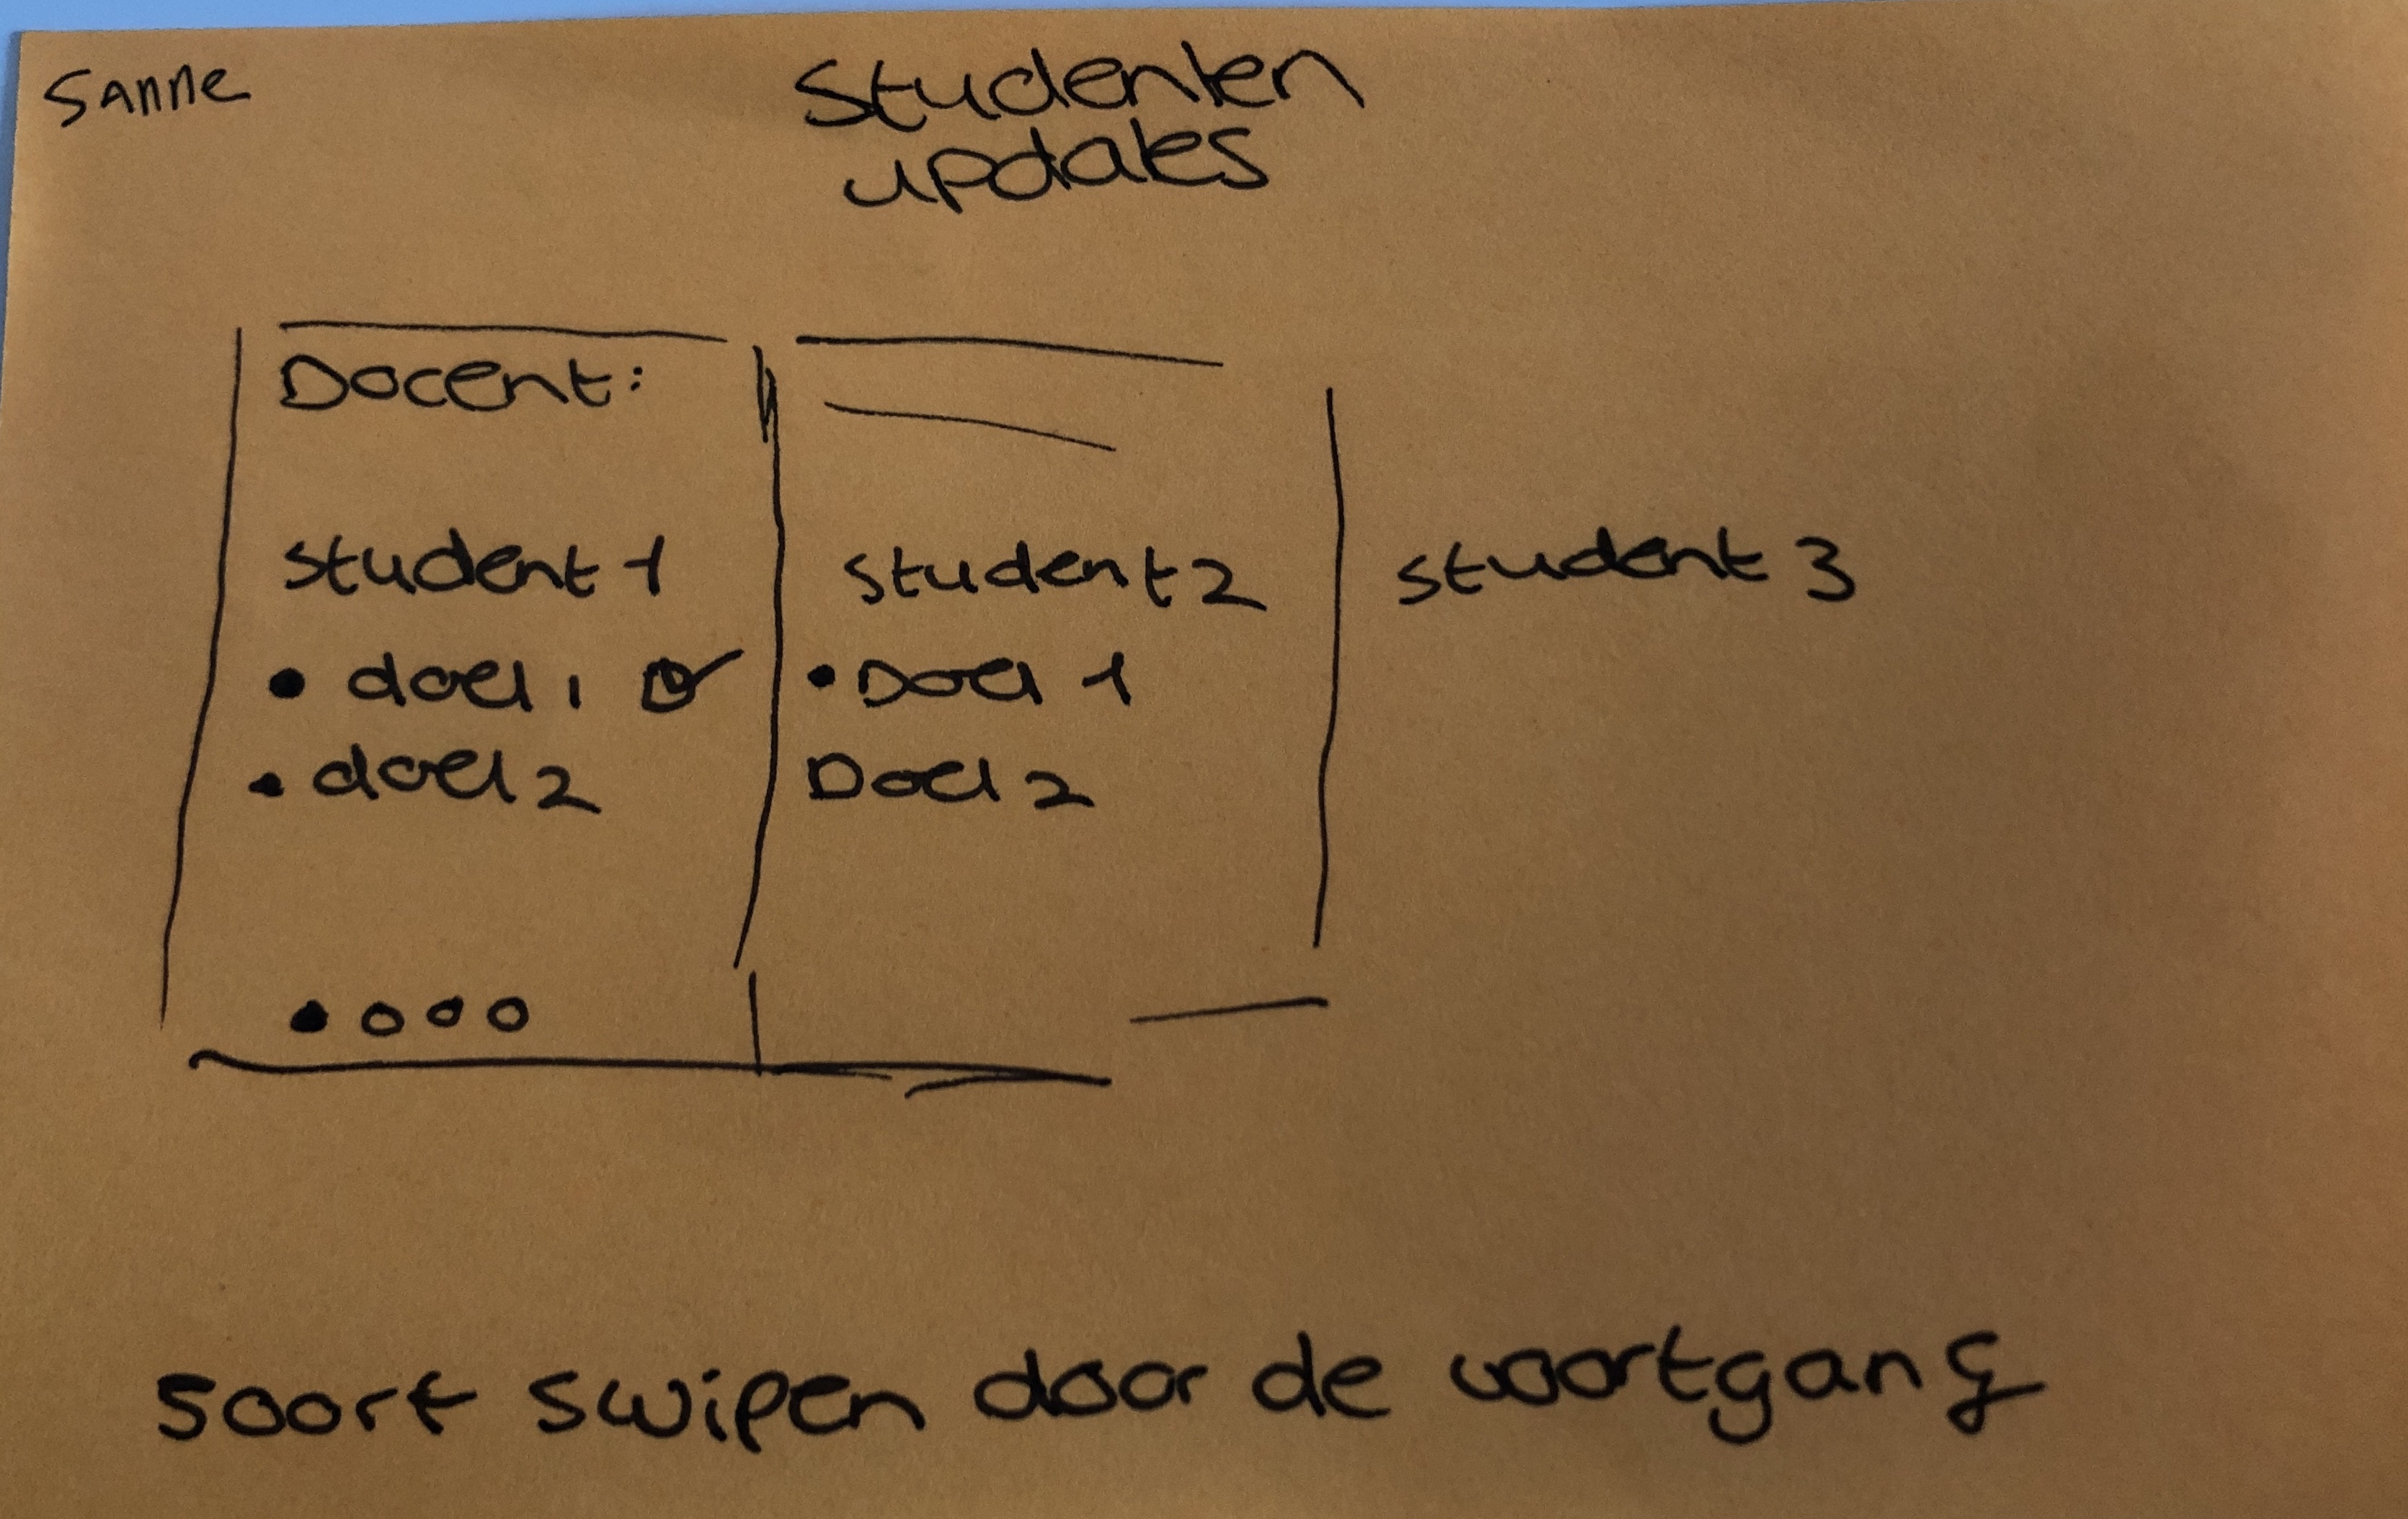 Sanne
Studenten
updates
Docent:
student 1
• doel 1
• doel 2
student 2
• Doel 1
Doel 2
student 3
soort swipen door de voortgang